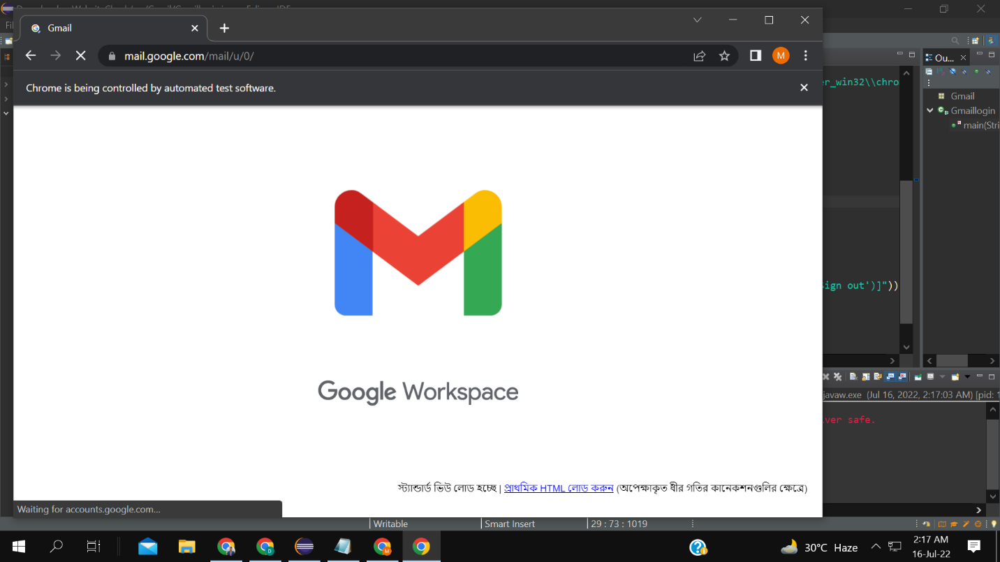 Gmail
mail.google.com/mail/u/0/
M
Chrome is being controlled by automated test software.
Google Workspace
স্ট্যান্ডার্ড ভিউ লোড হচ্ছে | প্রাথমিক HTML লোড করুন (অপেক্ষাকৃত ধীর গতির কানেকশনগুলির ক্ষেত্রে)
Waiting for accounts.google.com...
Ou...
Gmail
Gmaillogin
main(Stri
er_win32\\chro
sign out')]"))
javaw.exe (Jul 16, 2022, 2:17:03 AM) [pid: 1
ver safe.
Writable
Smart Insert
29 : 73 : 1019
30°C Haze
2:17 AM
16-Jul-22